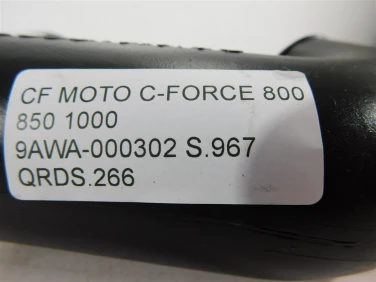 CF MOTO C-FORCE 800
850 1000
9AWA-000302 S.967
QRDS.266